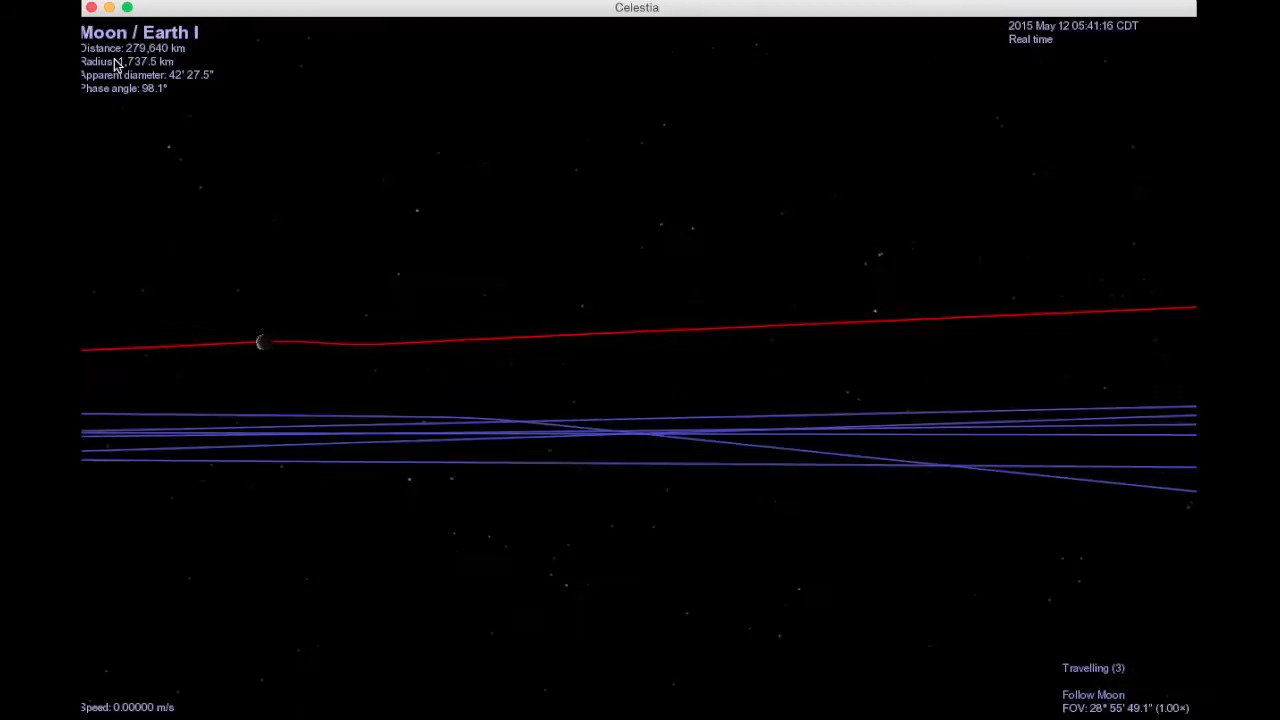 Celestia
Moon / Earth I
Distance: 279,640 km
Radius: 1,737.5 km
Apparent diameter: 42' 27.5"
Phase angle: 98.1°
2015 May 12 05:41:16 CDT
Real time
Travelling (3)
Follow Moon
Speed: 0.00000 m/s
FOV: 28° 55' 49.1" (1.00×)